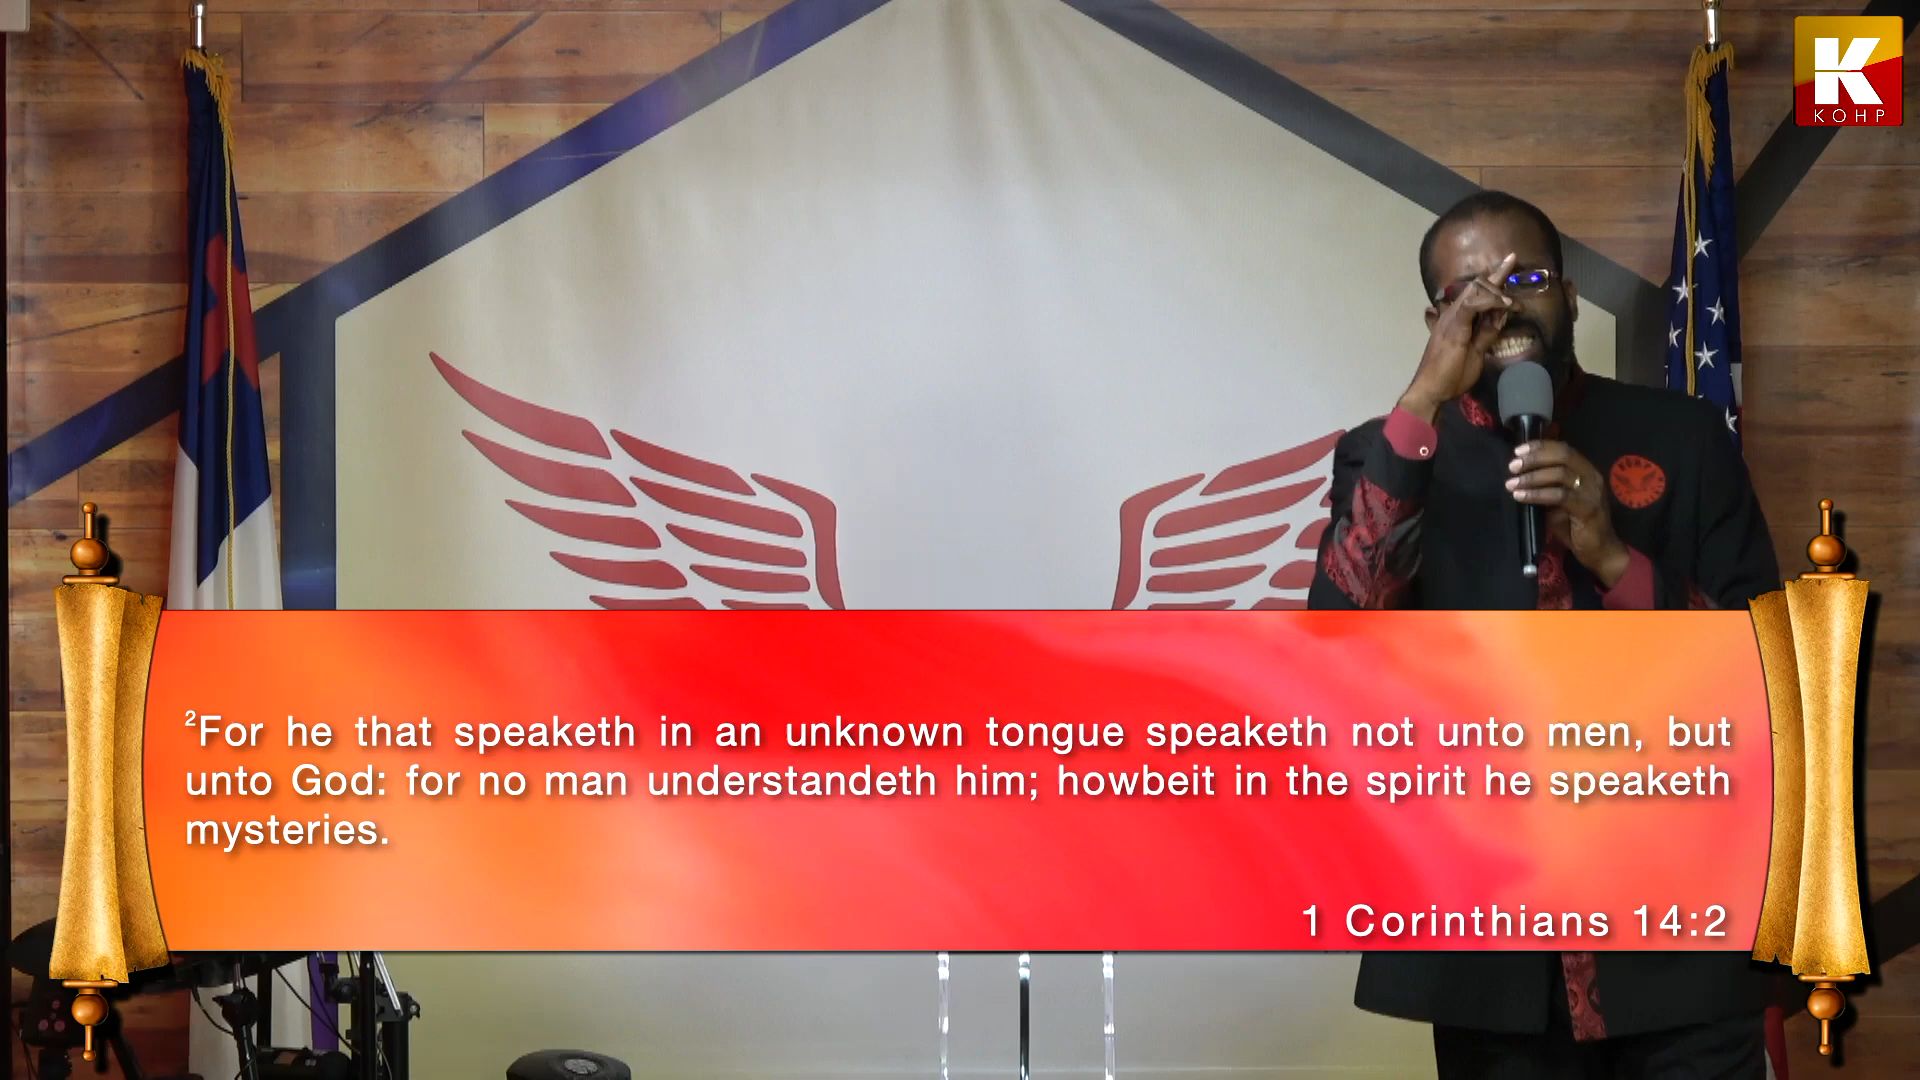 K
KOHP
²For he that speaketh in an unknown tongue speaketh not unto men, but
unto God: for no man understandeth him; howbeit in the spirit he speaketh
mysteries.
1 Corinthians 14:2